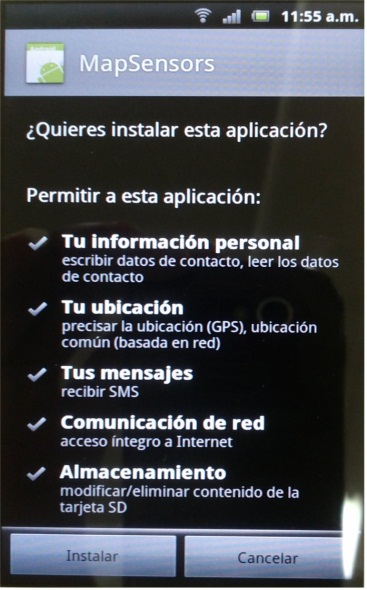 11:55 a.m.
Android
MapSensors
¿Quieres instalar esta aplicación?
Permitir a esta aplicación:
Tu información personal
escribir datos de contacto, leer los datos
de contacto
Tu ubicación
precisar la ubicación (GPS), ubicación
común (basada en red)
Tus mensajes
recibir SMS
Comunicación de red
acceso íntegro a Internet
Almacenamiento
modificar/eliminar contenido de la
tarjeta SD
Instalar
Cancelar